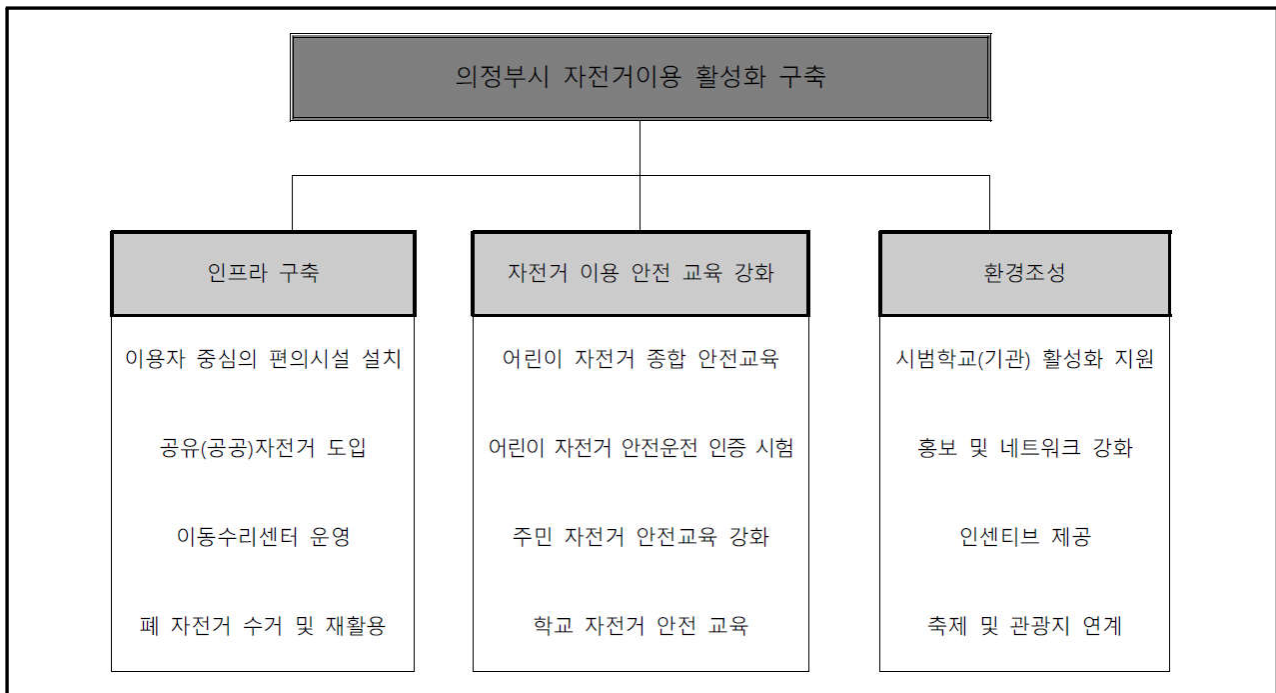 의정부시 자전거이용 활성화 구축
인프라 구축
이용자 중심의 편의시설 설치
공유(공공)자전거 도입
이동수리센터 운영
폐 자전거 수거 및 재활용
자전거 이용 안전 교육 강화
어린이 자전거 종합 안전교육
어린이 자전거 안전운전 인증 시험
주민 자전거 안전교육 강화
학교 자전거 안전 교육
환경조성
시범학교(기관) 활성화 지원
홍보 및 네트워크 강화
인센티브 제공
축제 및 관광지 연계